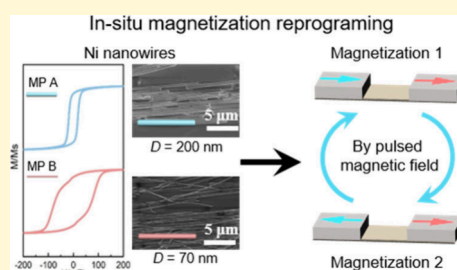 In-situ magnetization reprograming
Ni nanowires
MP A
MP B
M/Ms
-200 -100 0 100 200
5 μm
D = 200 nm
5 μm
D = 70 nm
Magnetization 1
By pulsed
magnetic field
Magnetization 2